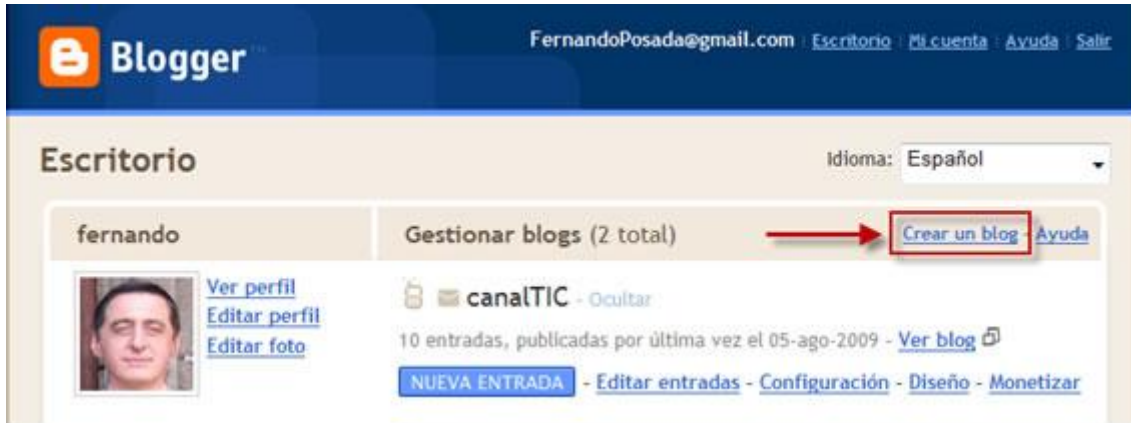 Blogger™
FernandoPosada@gmail.com | Escritorio | Mi cuenta | Ayuda | Salir
Escritorio
Idioma: Español
fernando
Gestionar blogs (2 total)
Crear un blog - Ayuda
Ver perfil
Editar perfil
Editar foto
canalTIC - Ocultar
10 entradas, publicadas por última vez el 05-ago-2009 - Ver blog
NUEVA ENTRADA - Editar entradas - Configuración - Diseño - Monetizar